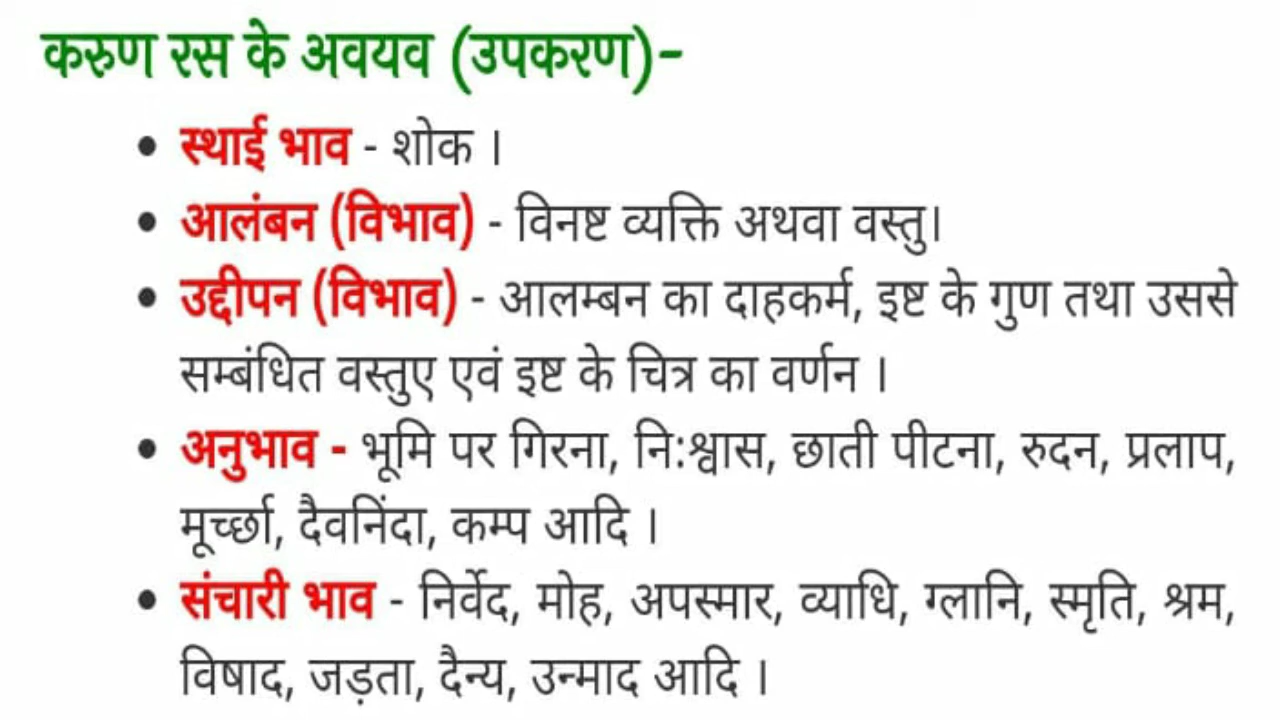 करुण रस के अवयव (उपकरण)-
• स्थाई भाव - शोक ।
• आलंबन (विभाव) - विनष्ट व्यक्ति अथवा वस्तु।
• उद्दीपन (विभाव) - आलम्बन का दाहकर्म, इष्ट के गुण तथा उससे
सम्बंधित वस्तुए एवं इष्ट के चित्र का वर्णन ।
• अनुभाव - भूमि पर गिरना, नि:श्वास, छाती पीटना, रुदन, प्रलाप,
मूर्च्छा, दैवनिंदा, कम्प आदि ।
• संचारी भाव - निर्वेद, मोह, अपस्मार, व्याधि, ग्लानि, स्मृति, श्रम,
विषाद, जड़ता, दैन्य, उन्माद आदि ।